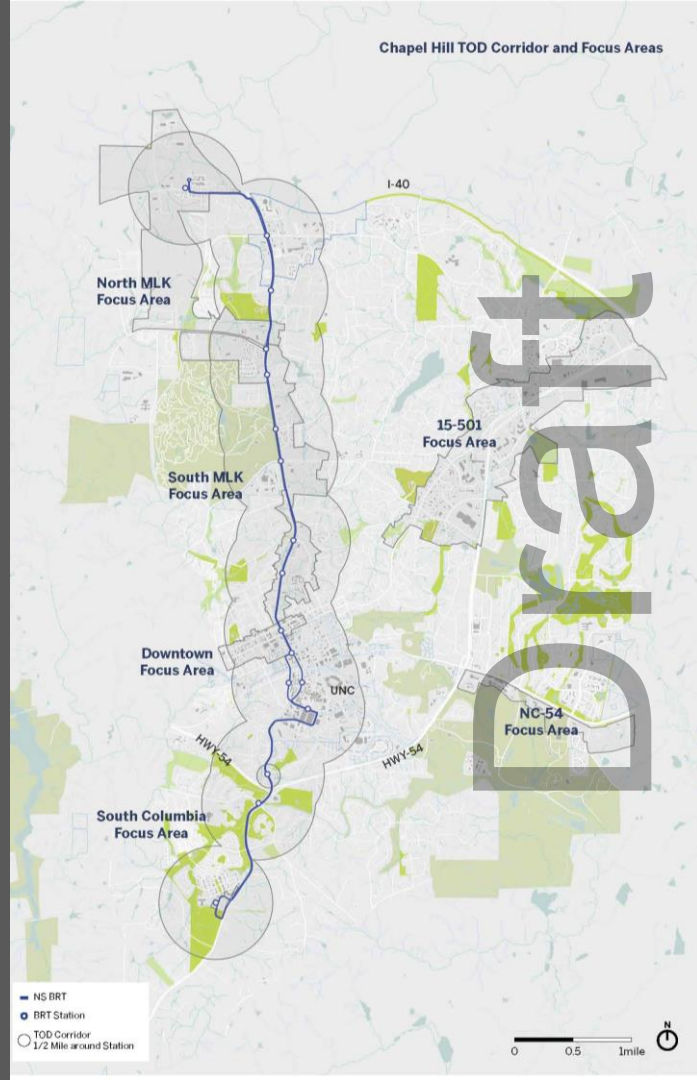 Chapel Hill TOD Corridor and Focus Areas
I-40
North MLK
Focus Area
Draft
15-501
Focus Area
South MLK
Focus Area
Downtown
Focus Area
UNC
NC-54
Focus Area
HWY-54
HWY-54
South Columbia
Focus Area
NS BRT
BRT Station
TOD Corridor
1/2 Mile around Station
N
0 0.5 1mile